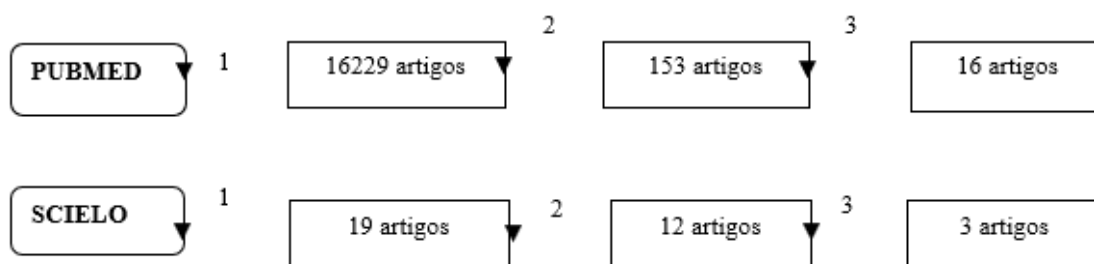 2 3
PUBMED 1 16229 artigos 153 artigos 16 artigos
SCIELO 1 19 artigos 2 12 artigos 3 3 artigos